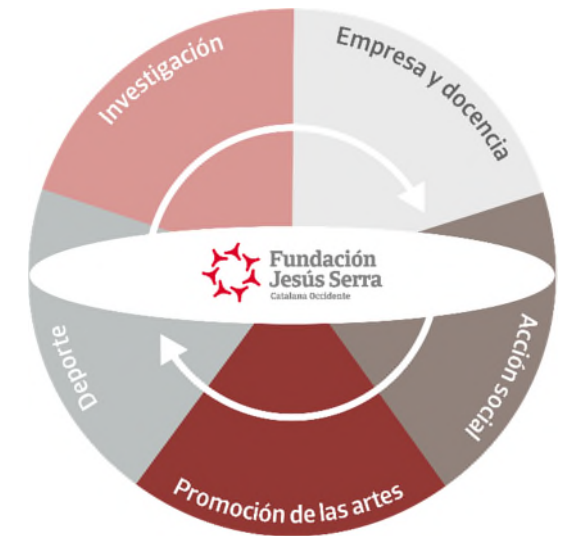 Investigación
Empresa y docencia
Fundación
Jesús Serra
Catalana Occidente
Deporte
Acción social
Promoción de las artes